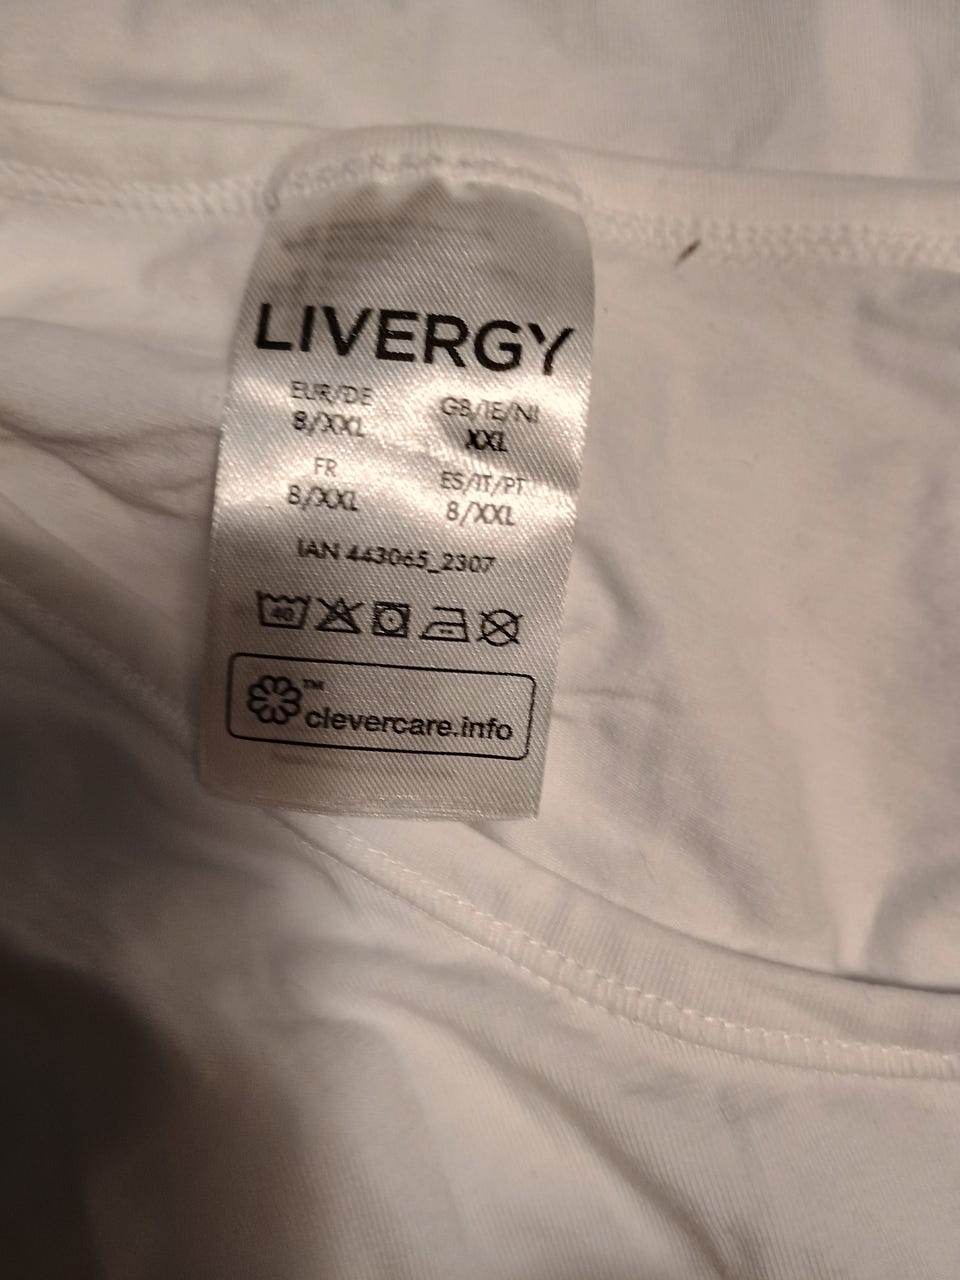 LIVERGY
EUR/DE GB/IE/NI
8/XXL XXL
FR ES/IT/PT
8/XXL 8/XXL
IAN 443065_2307
40
™
clevercare.info